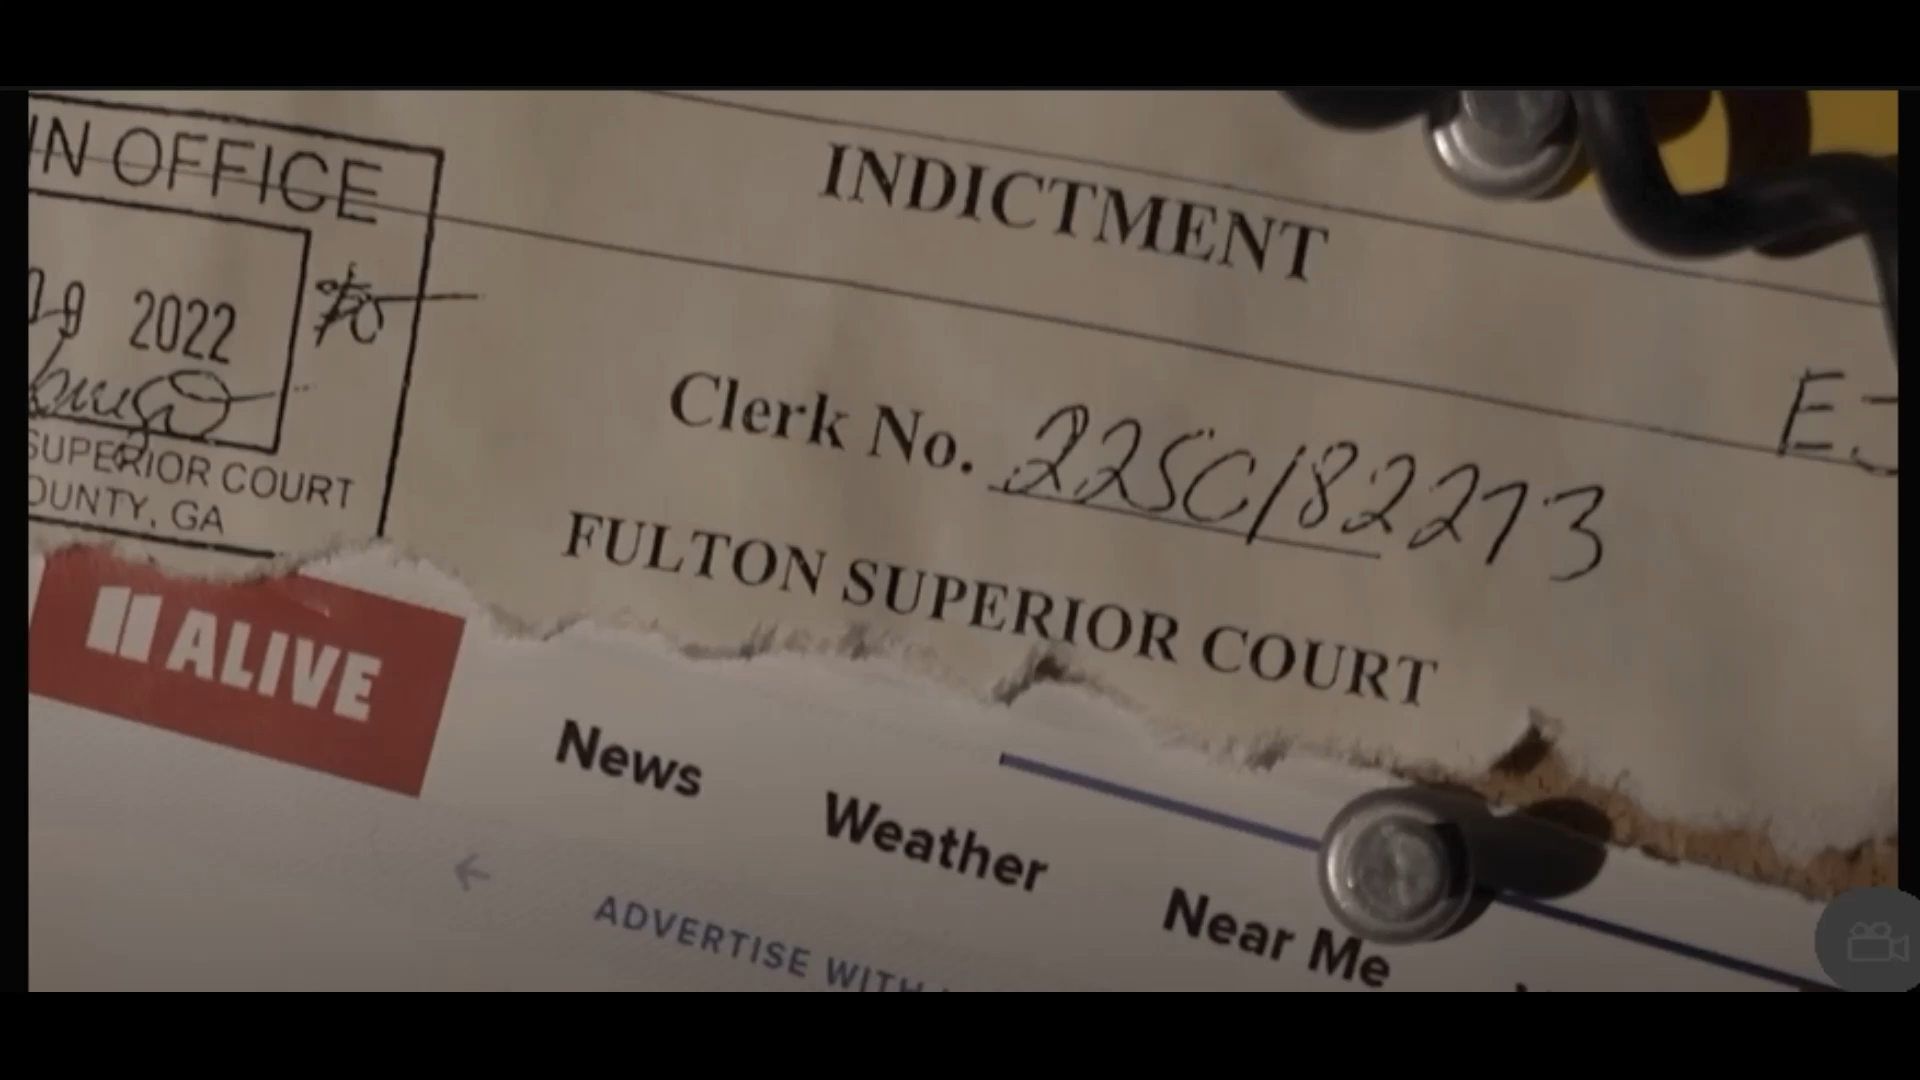 IN OFFICE
INDICTMENT
2022
Clerk No. 22SC182273
SUPERIOR COURT
OUNTY, GA
FULTON SUPERIOR COURT
11 ALIVE
News
Weather
Near Me
ADVERTISE WITH